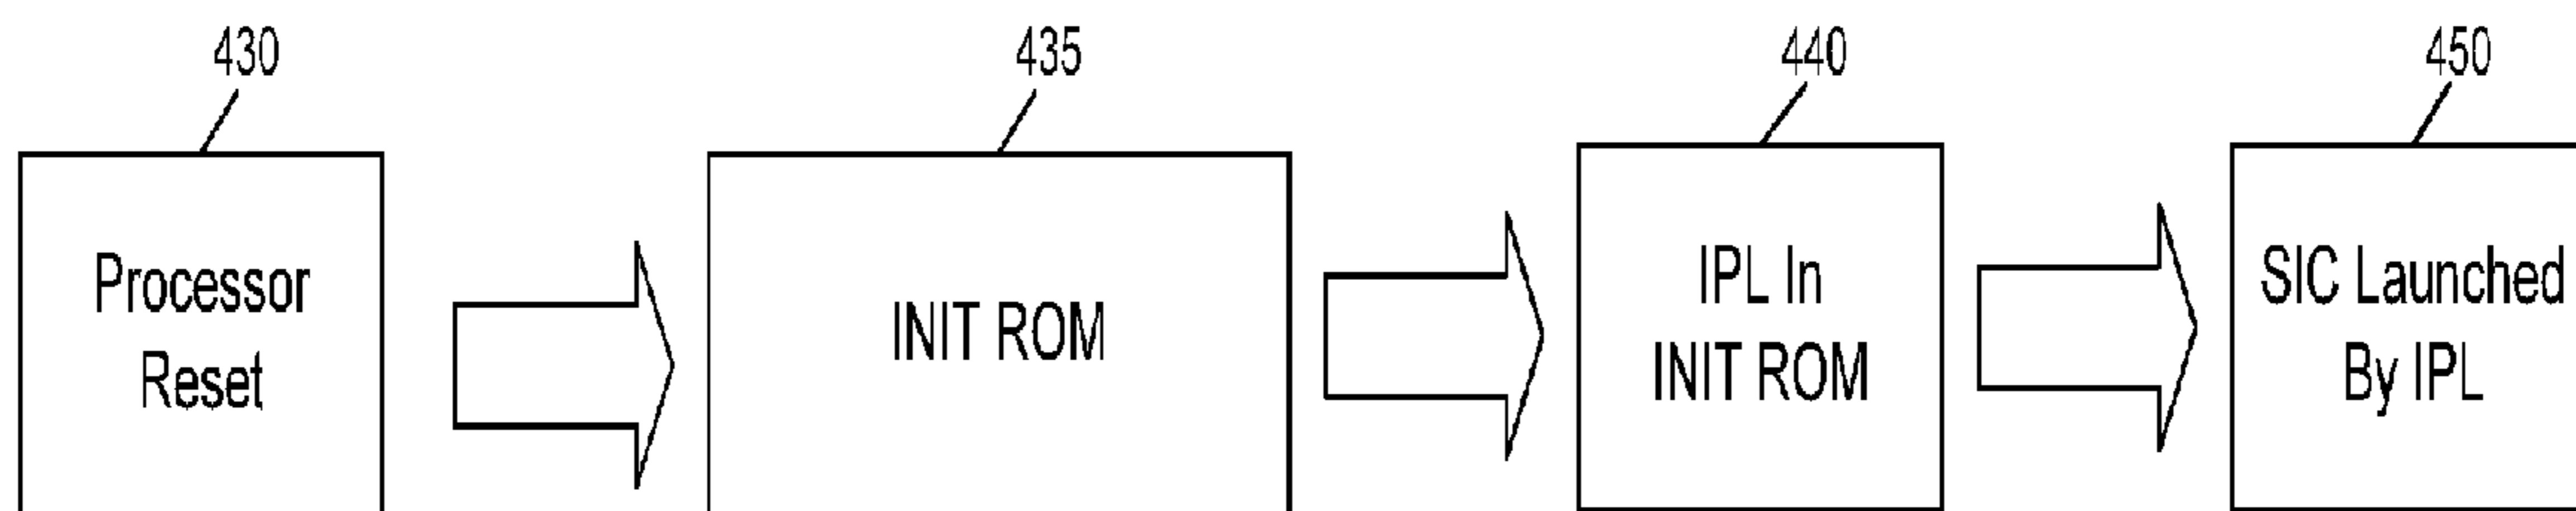 430
435
440
450
Processor
Reset
INIT ROM
IPL In
INIT ROM
SIC Launched
By IPL